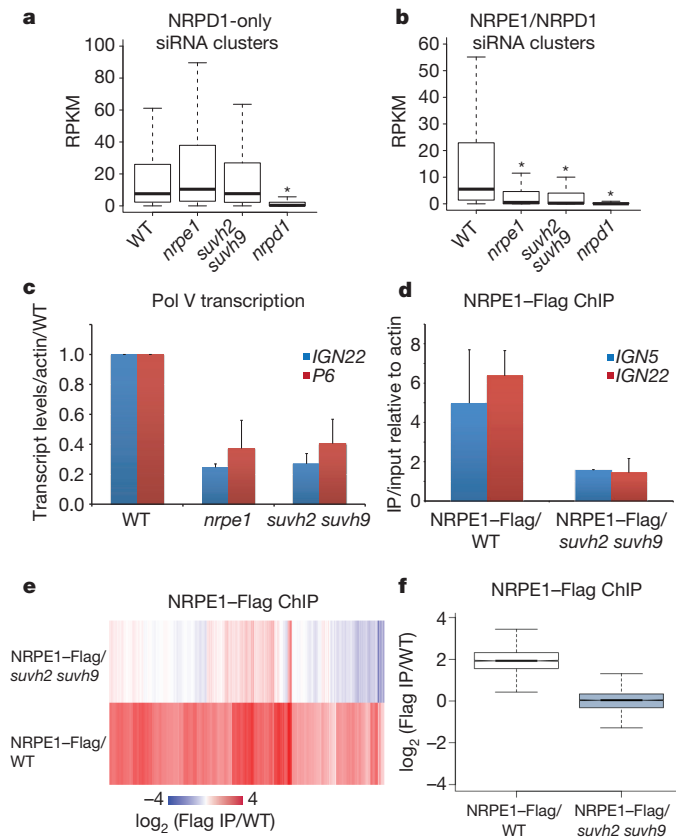 a
NRPD1-only
siRNA clusters
RPKM
100
80
60
40
20
0
WT
nrpe1
suvh2
suvh9
nrpd1
*
b
NRPE1/NRPD1
siRNA clusters
RPKM
60
50
40
30
20
10
0
WT
nrpe1
suvh2
suvh9
nrpd1
*
*
*
c
Pol V transcription
Transcript levels/actin/WT
1.0
0.8
0.6
0.4
0.2
0.0
IGN22
P6
WT
nrpe1
suvh2 suvh9
d
NRPE1–Flag ChIP
IP/input relative to actin
8
6
4
2
0
IGN5
IGN22
NRPE1–Flag/
WT
NRPE1–Flag/
suvh2 suvh9
e
NRPE1–Flag ChIP
NRPE1–Flag/
suvh2 suvh9
NRPE1–Flag/
WT
−4
4
log2 (Flag IP/WT)
f
NRPE1–Flag ChIP
log2 (Flag IP/WT)
4
2
0
−2
−4
NRPE1–Flag/
WT
NRPE1–Flag/
suvh2 suvh9